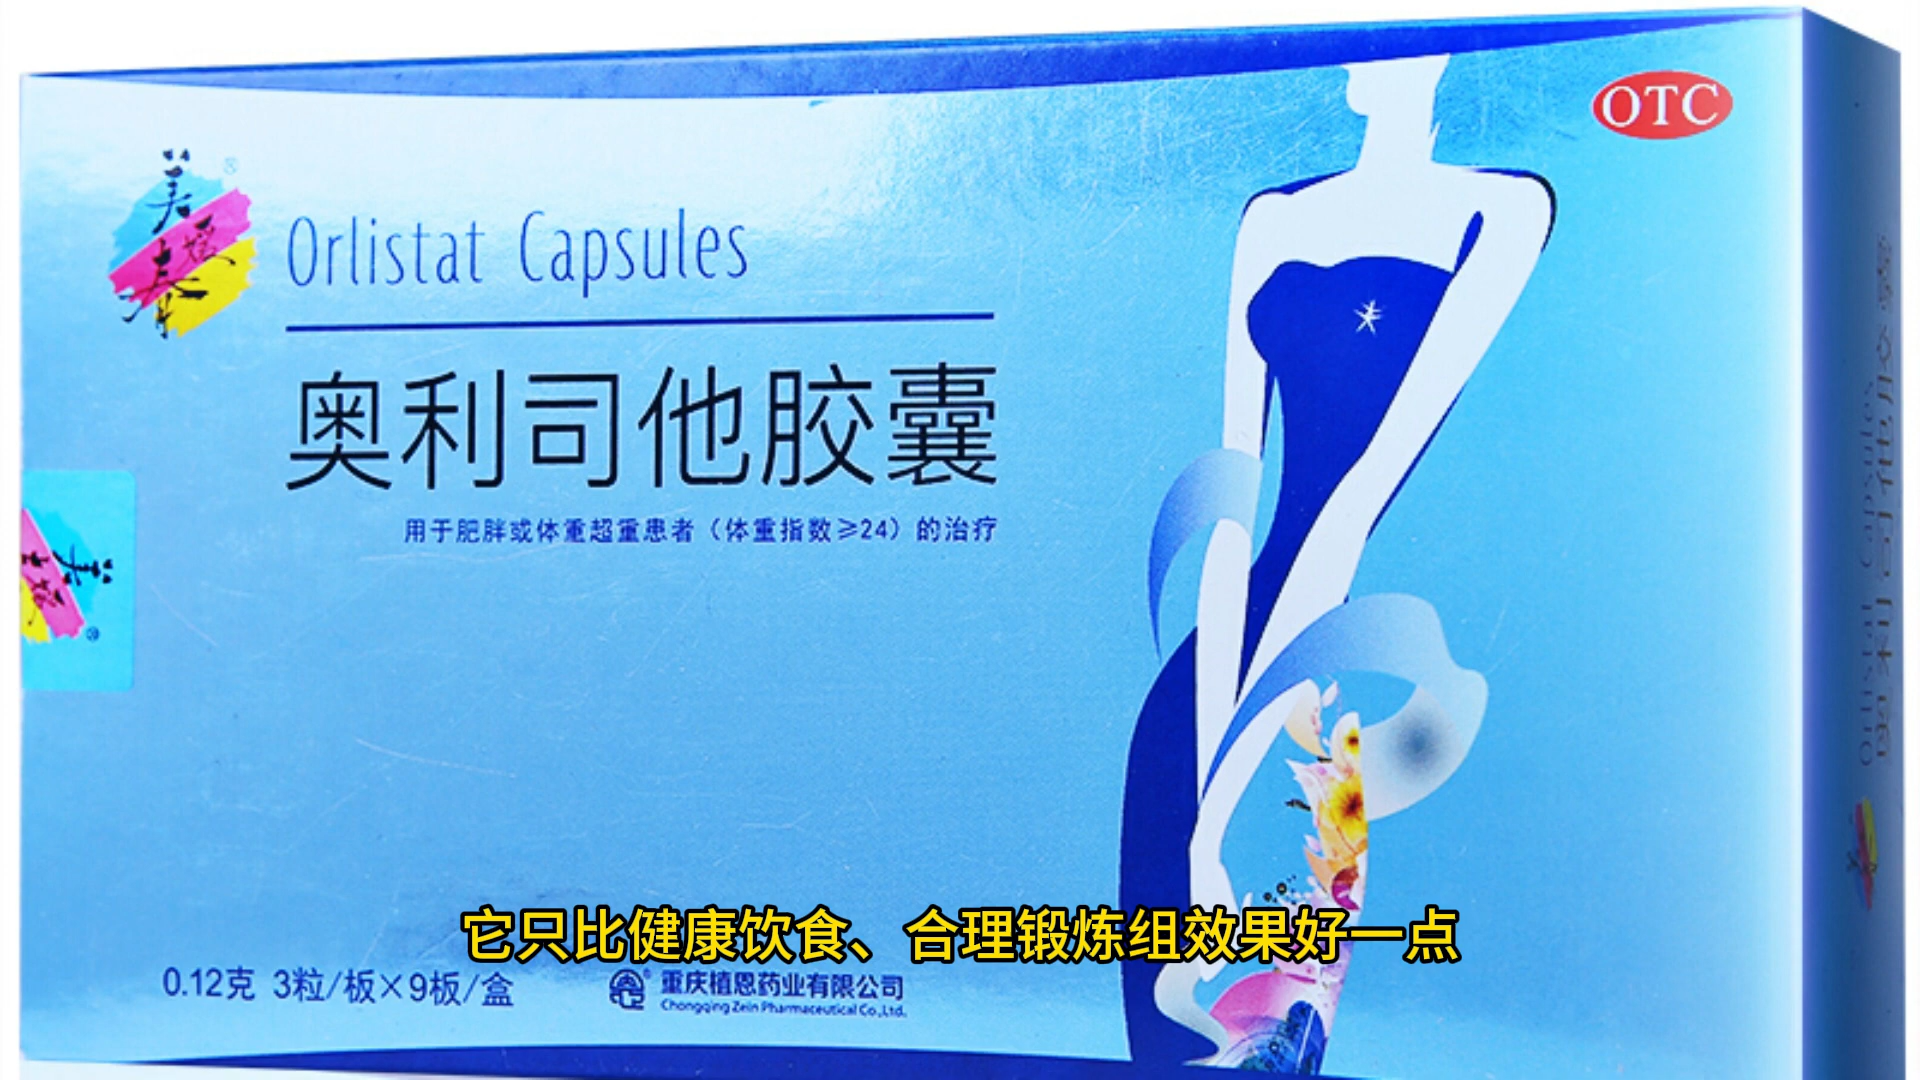 OTC
Orlistat Capsules
奥利司他胶囊
用于肥胖或体重超重患者（体重指数≥24）的治疗
它只比健康饮食、合理锻炼组效果好一点
0.12克 3粒/板×9板/盒
重庆植恩药业有限公司
Chongqing Zein Pharmaceutical Co.,Ltd.